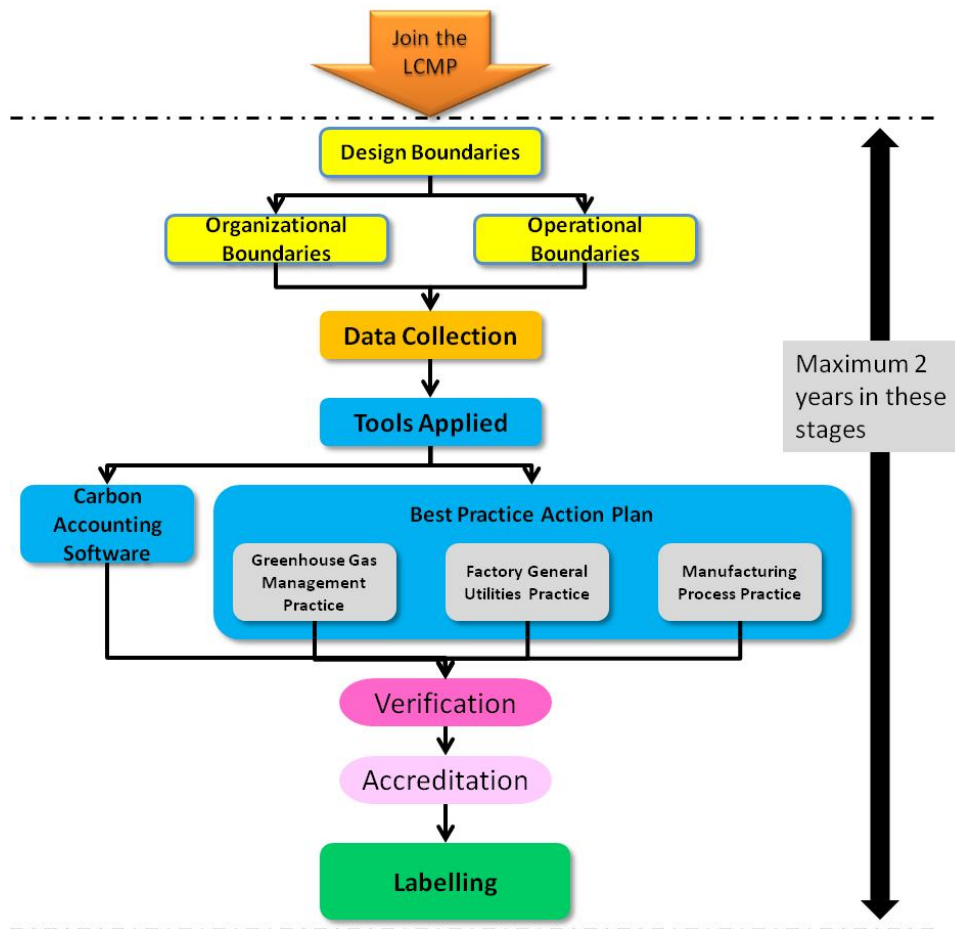 Join the
LCMP
Design Boundaries
Organizational
Boundaries
Operational
Boundaries
Data Collection
Maximum 2
years in these
stages
Tools Applied
Carbon
Accounting
Software
Best Practice Action Plan
Greenhouse Gas
Management
Practice
Factory General
Utilities Practice
Manufacturing
Process Practice
Verification
Accreditation
Labelling